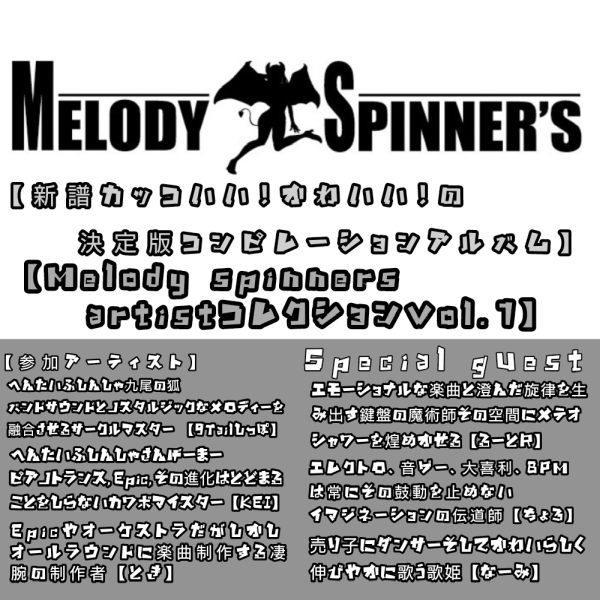 MELODY SPINNER'S
【新譜カッコいい！かわいい！の
決定版コンピレーションアルバム】
【Melody spinners
artistコレクションVol.1】
【参加アーティスト】
へんたいふしんしゃ九尾の狐
バンドサウンドとノスタルジックなメロディーを
融合させるサークルマスター【9Tailしっぽ】
へんたいふしんしゃさんげーまー
ピアノトランス,Epic,その進化はとどまる
ことをしらないカワボマイスター【KEI】
Epicやオーケストラだがしかし
オールラウンドに楽曲制作する凄
腕の制作者【とき】
Special guest
エモーショナルな楽曲と澄んだ旋律を生
み出す鍵盤の魔術師その空間にメテオ
シャワーを煌めかせる【るーとR】
エレクトロ、音ゲー、大喜利、BPM
は常にその鼓動を止めない
イマジネーションの伝道師【ちょろ】
売り子にダンサーそしてかわいらしく
伸びやかに歌う歌姫【なーみ】